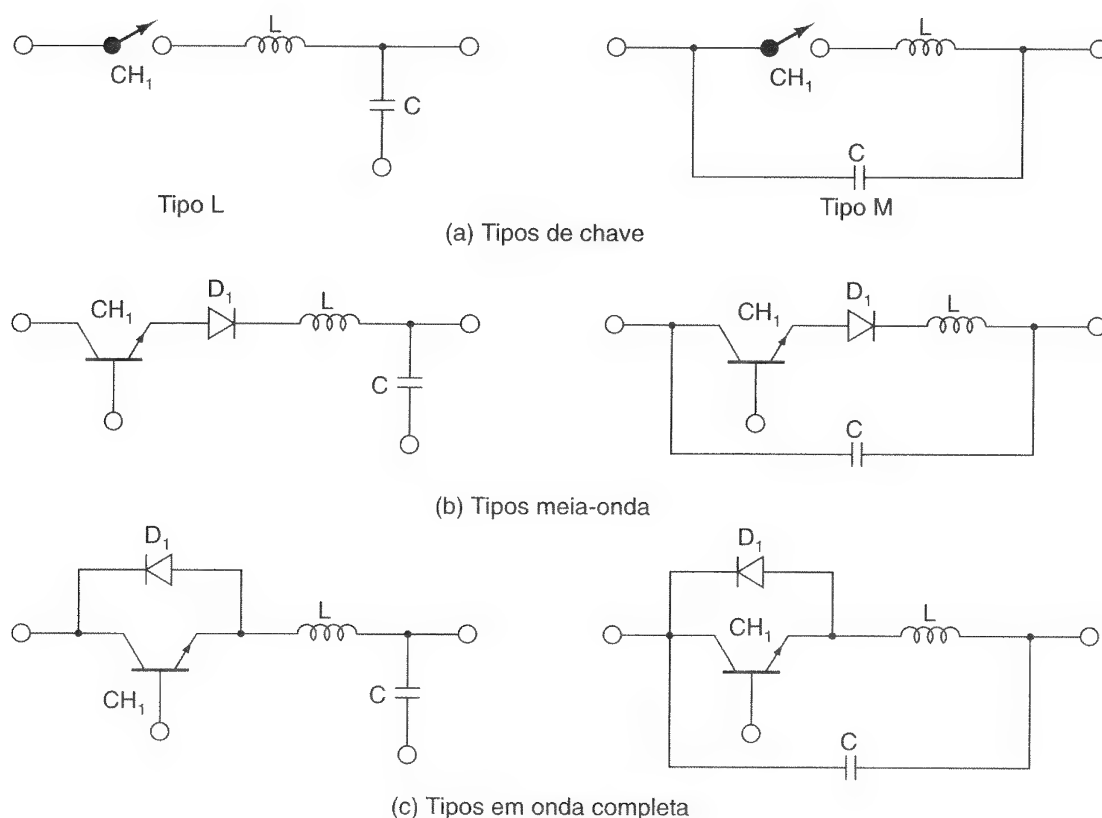 L
CH1
C
Tipo L
L
CH1
C
Tipo M
(a) Tipos de chave
CH1
D1
L
C
CH1
D1
L
C
(b) Tipos meia-onda
D1
L
CH1
C
D1
L
CH1
C
(c) Tipos em onda completa